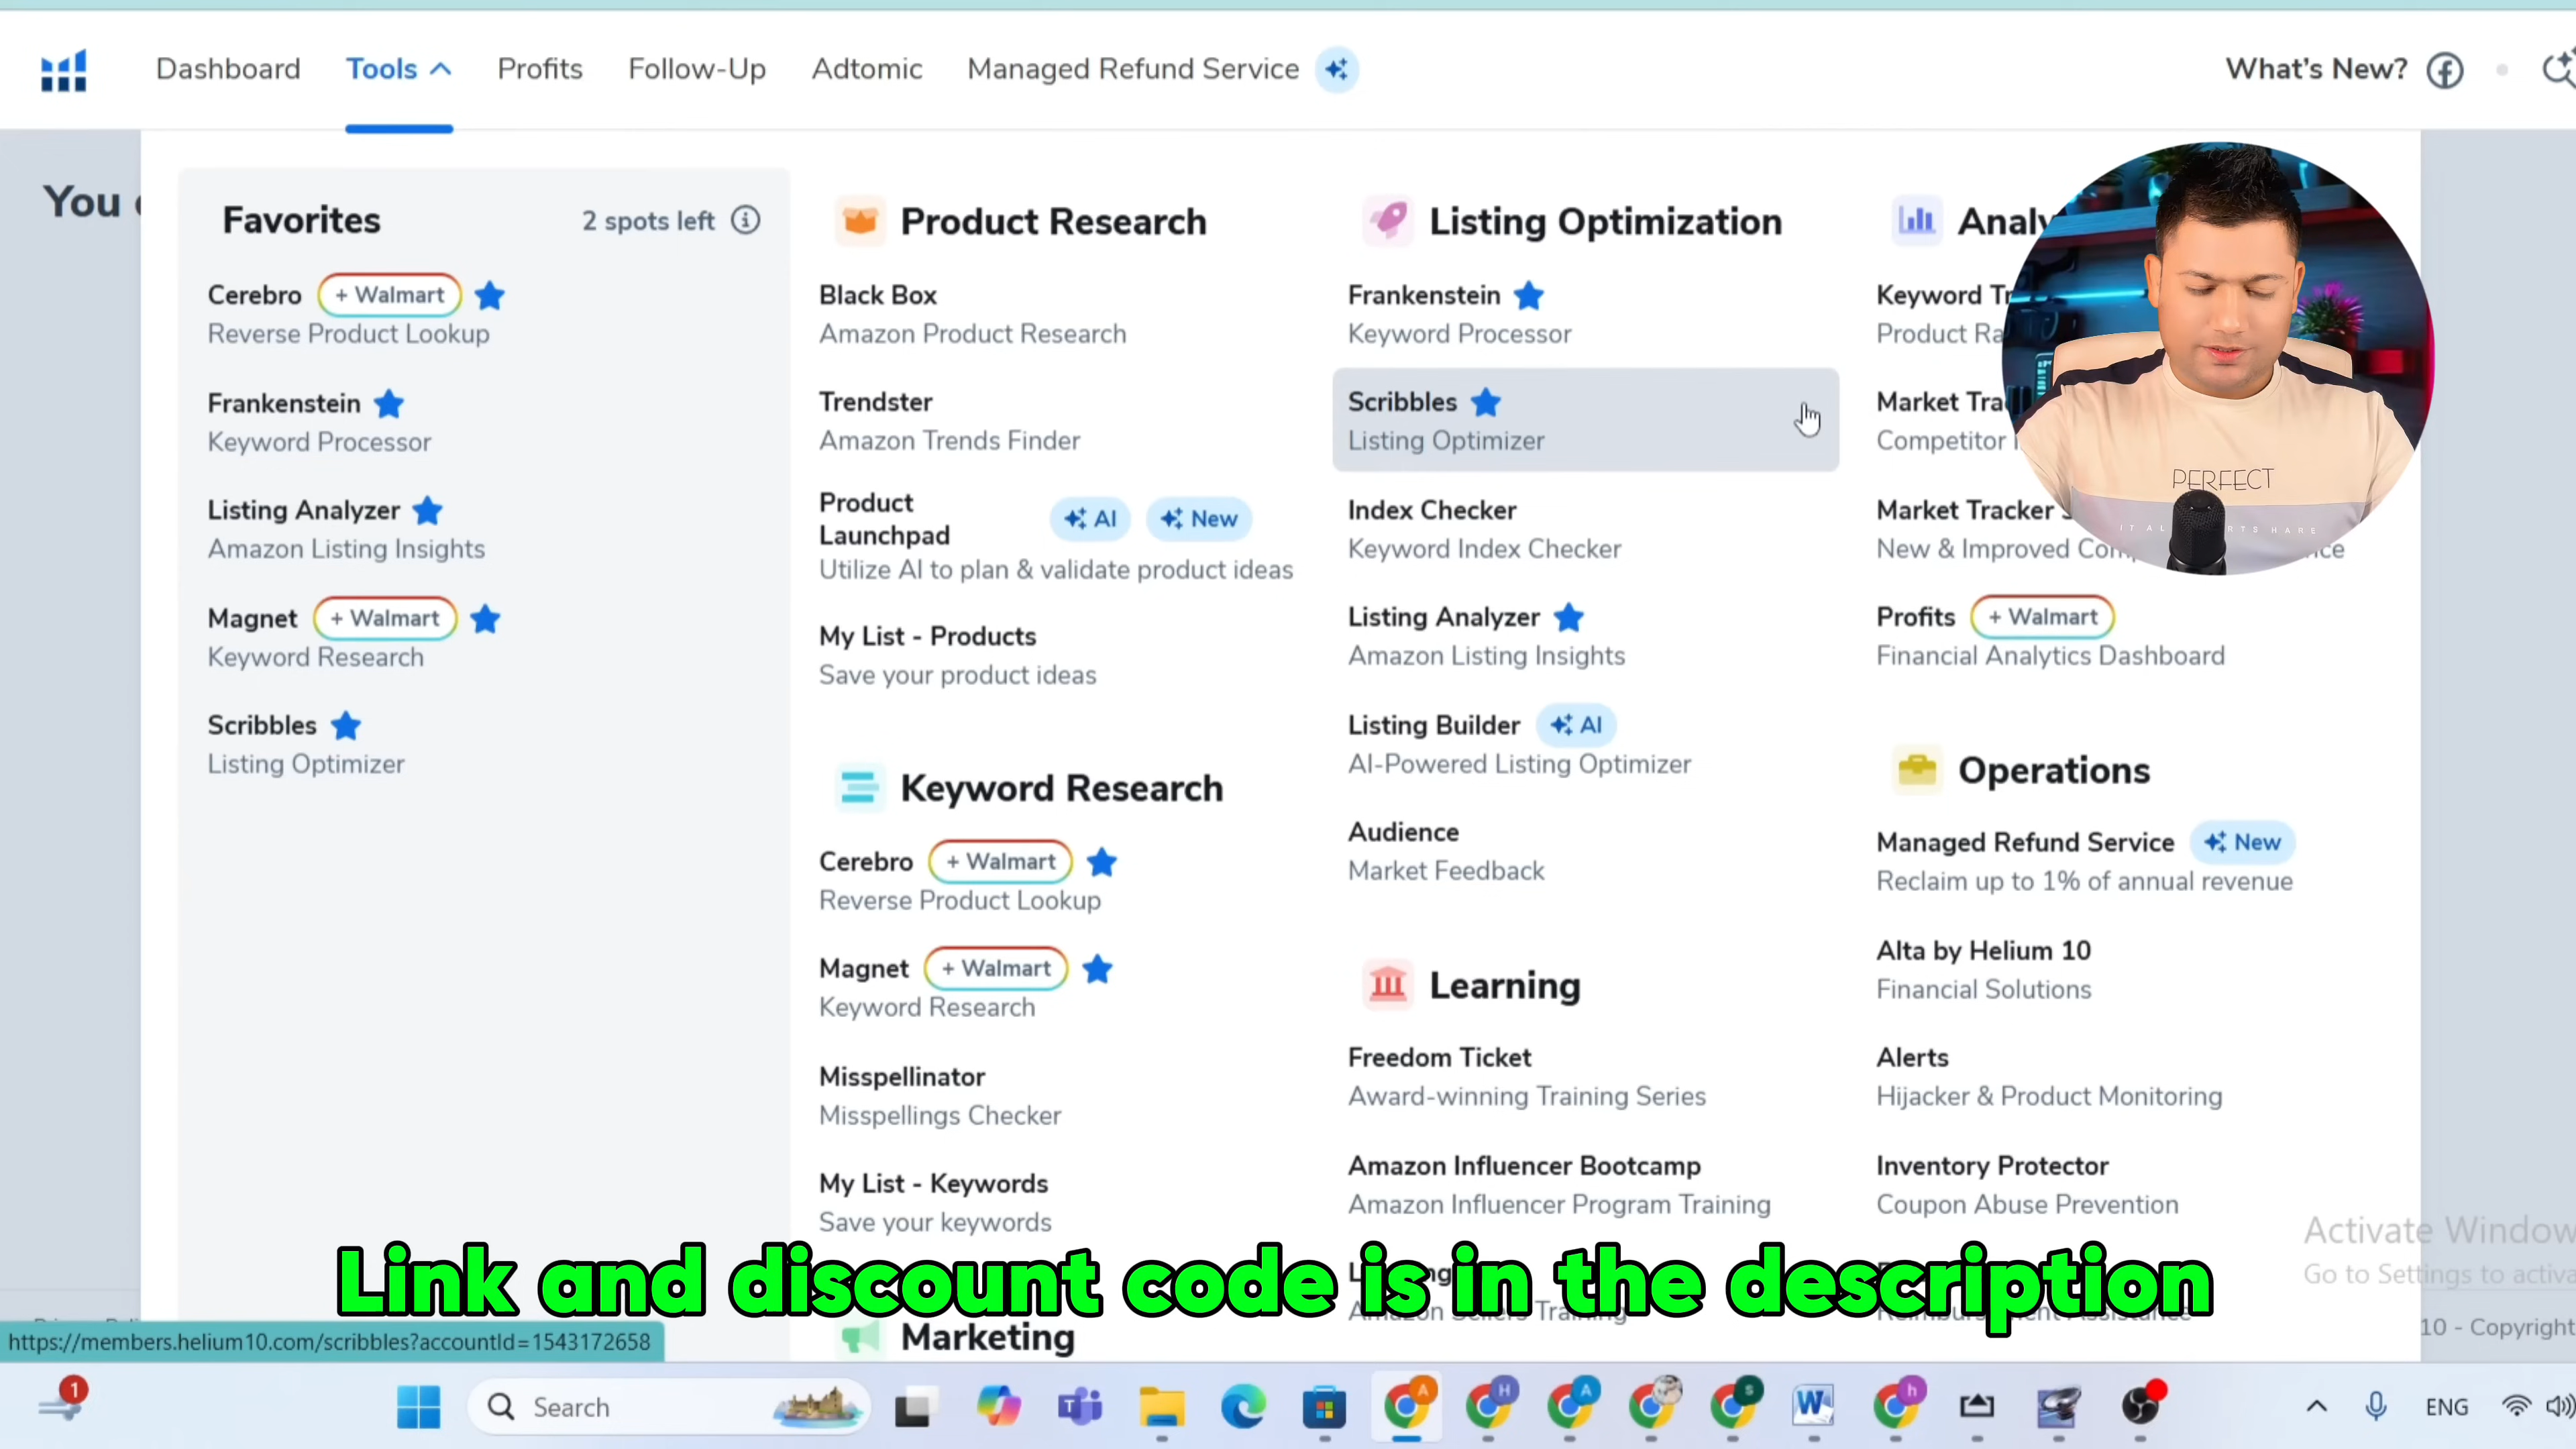 Dashboard Tools Profits Follow-Up Adtomic Managed Refund Service What's New?
You
Favorites 2 spots left
Cerebro + Walmart
Reverse Product Lookup
Frankenstein
Keyword Processor
Listing Analyzer
Amazon Listing Insights
Magnet + Walmart
Keyword Research
Scribbles
Listing Optimizer
Product Research
Black Box
Amazon Product Research
Trendster
Amazon Trends Finder
Product
Launchpad
AI New
Utilize AI to plan & validate product ideas
My List - Products
Save your product ideas
Keyword Research
Cerebro + Walmart
Reverse Product Lookup
Magnet + Walmart
Keyword Research
Misspellinator
Misspellings Checker
My List - Keywords
Save your keywords
Marketing
Listing Optimization
Frankenstein
Keyword Processor
Scribbles
Listing Optimizer
Index Checker
Keyword Index Checker
Listing Analyzer
Amazon Listing Insights
Listing Builder AI
AI-Powered Listing Optimizer
Audience
Market Feedback
Learning
Freedom Ticket
Award-winning Training Series
Amazon Influencer Bootcamp
Amazon Influencer Program Training
Keyword
Product
Market
Competitor
Market Tracker
New & Improved
Profits + Walmart
Financial Analytics Dashboard
Operations
Managed Refund Service New
Reclaim up to 1% of annual revenue
Alta by Helium 10
Financial Solutions
Alerts
Hijacker & Product Monitoring
Inventory Protector
Coupon Abuse Prevention
PERFECT
Activate Window
Go to Settings to activa
10 - Copyright
Link and discount code is in the description
https://members.helium10.com/scribbles?accountId=1543172658
1 Search ENG